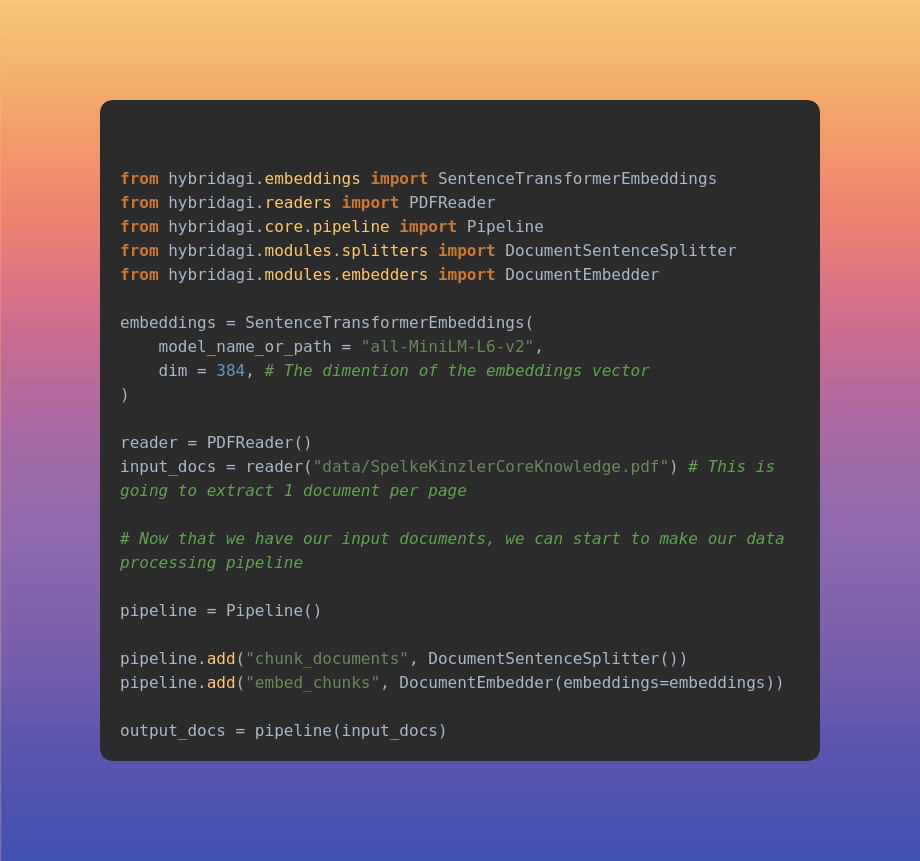 from hybridagi.embeddings import SentenceTransformerEmbeddings
from hybridagi.readers import PDFReader
from hybridagi.core.pipeline import Pipeline
from hybridagi.modules.splitters import DocumentSentenceSplitter
from hybridagi.modules.embedders import DocumentEmbedder

embeddings = SentenceTransformerEmbeddings(
    model_name_or_path = "all-MiniLM-L6-v2",
    dim = 384, # The dimention of the embeddings vector
)

reader = PDFReader()
input_docs = reader("data/SpelkeKinzlerCoreKnowledge.pdf") # This is
going to extract 1 document per page

# Now that we have our input documents, we can start to make our data
processing pipeline

pipeline = Pipeline()

pipeline.add("chunk_documents", DocumentSentenceSplitter())
pipeline.add("embed_chunks", DocumentEmbedder(embeddings=embeddings))

output_docs = pipeline(input_docs)